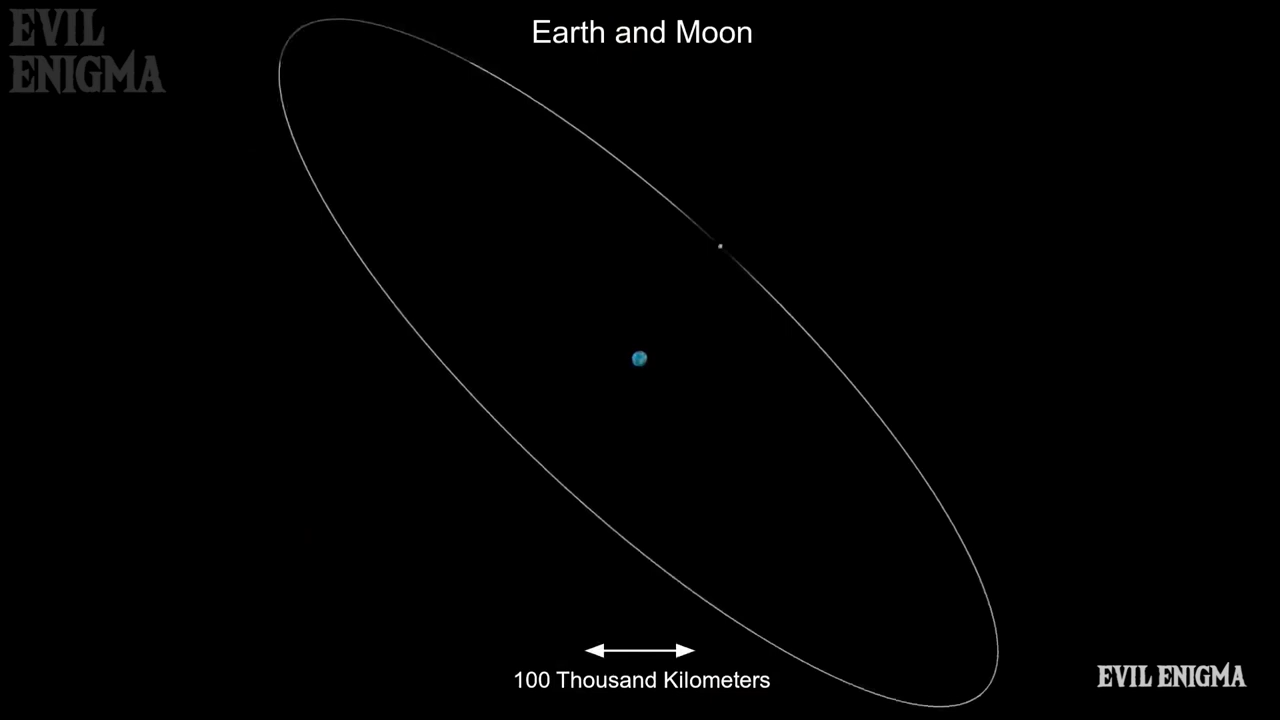 EVIL
ENIGMA
Earth and Moon
100 Thousand Kilometers
EVIL ENIGMA